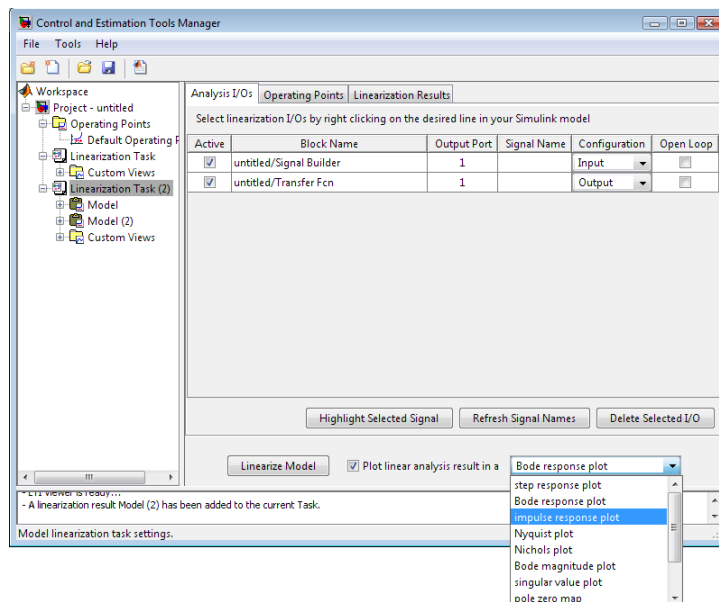 Control and Estimation Tools Manager
File Tools Help
Workspace
Project - untitled
Operating Points
Default Operating P
Linearization Task
Custom Views
Linearization Task (2)
Model
Model (2)
Custom Views
Analysis I/Os Operating Points Linearization Results
Select linearization I/Os by right clicking on the desired line in your Simulink model
Active Block Name Output Port Signal Name Configuration Open Loop
untitled/Signal Builder 1 Input
untitled/Transfer Fcn 1 Output
Highlight Selected Signal Refresh Signal Names Delete Selected I/O
Linearize Model Plot linear analysis result in a Bode response plot
step response plot
Bode response plot
impulse response plot
Nyquist plot
Nichols plot
Bode magnitude plot
singular value plot
pole zero map
- LTI Viewer is ready...
- A linearization result Model (2) has been added to the current Task.
Model linearization task settings.